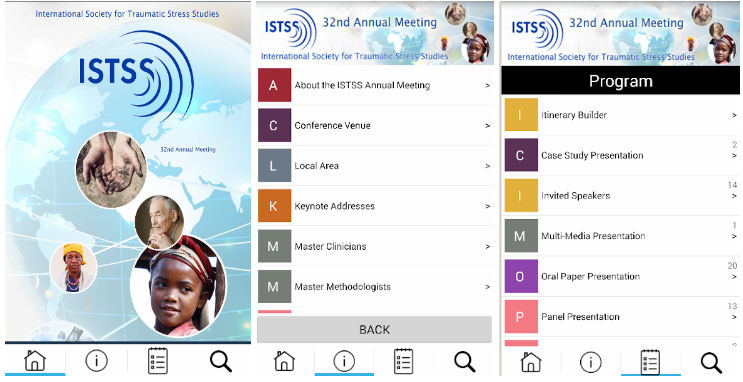 International Society for Traumatic Stress Studies
ISTSS
32nd Annual Meeting
ISTSS
32nd Annual Meeting
International Society for Traumatic Stress Studies
A About the ISTSS Annual Meeting >
C Conference Venue >
L Local Area >
K Keynote Addresses >
M Master Clinicians >
M Master Methodologists >
BACK
i
ISTSS
32nd Annual Meeting
International Society for Traumatic Stress Studies
Program
I Itinerary Builder >
2
C Case Study Presentation >
14
I Invited Speakers >
1
M Multi-Media Presentation >
20
O Oral Paper Presentation >
13
P Panel Presentation >
i
i